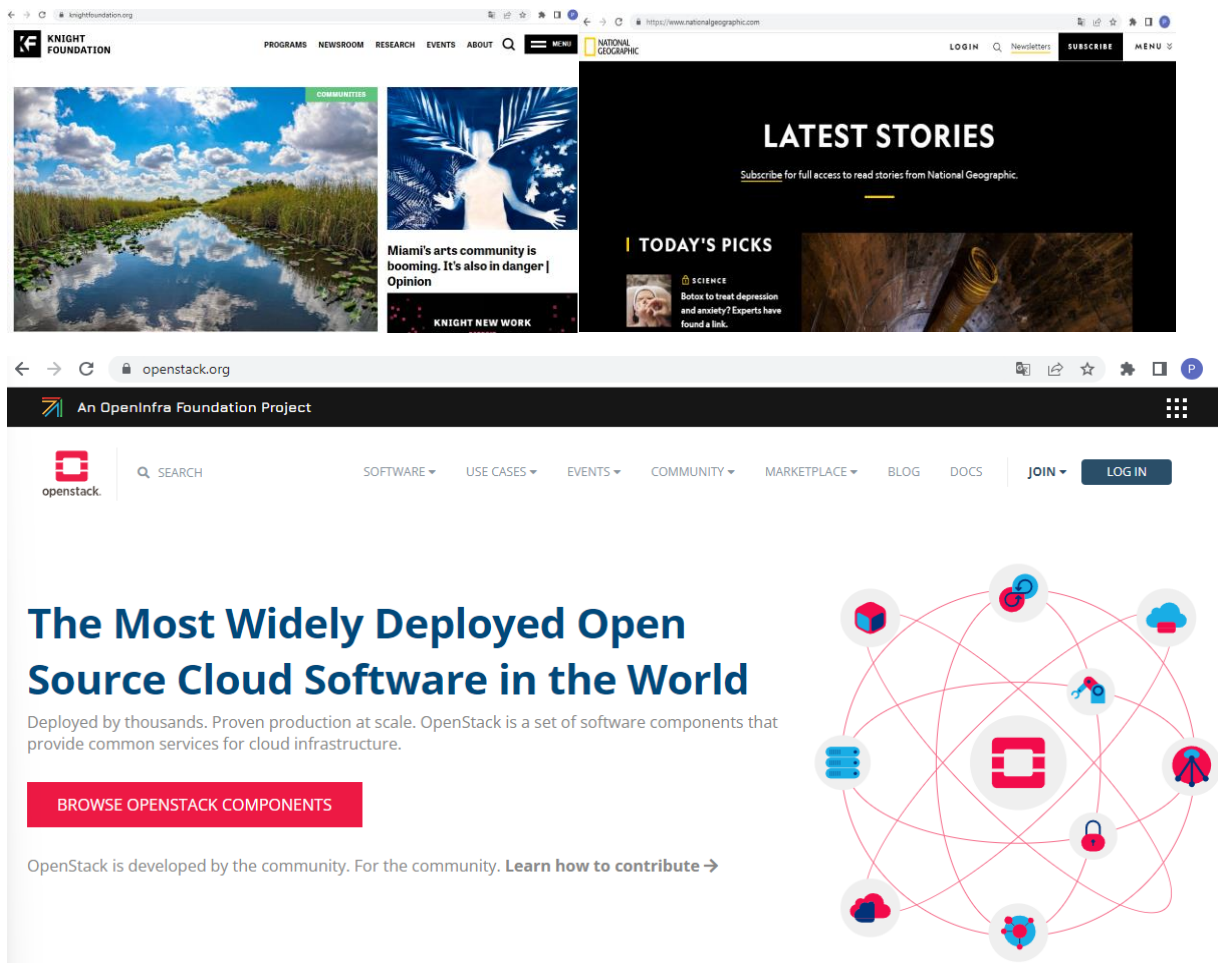 knightfoundation.org
KNIGHT
FOUNDATION
PROGRAMS NEWSROOM RESEARCH EVENTS ABOUT MENU
COMMUNITIES
Miami's arts community is
booming. It's also in danger |
Opinion
KNIGHT NEW WORK
https://www.nationalgeographic.com
NATIONAL
GEOGRAPHIC
LOGIN Newsletters SUBSCRIBE MENU
LATEST STORIES
Subscribe for full access to read stories from National Geographic.
TODAY'S PICKS
SCIENCE
Botox to treat depression
and anxiety? Experts have
found a link.
openstack.org
P
An OpenInfra Foundation Project
openstack.
SEARCH SOFTWARE USE CASES EVENTS COMMUNITY MARKETPLACE BLOG DOCS JOIN LOG IN
The Most Widely Deployed Open
Source Cloud Software in the World
Deployed by thousands. Proven production at scale. OpenStack is a set of software components that
provide common services for cloud infrastructure.
BROWSE OPENSTACK COMPONENTS
OpenStack is developed by the community. For the community. Learn how to contribute →